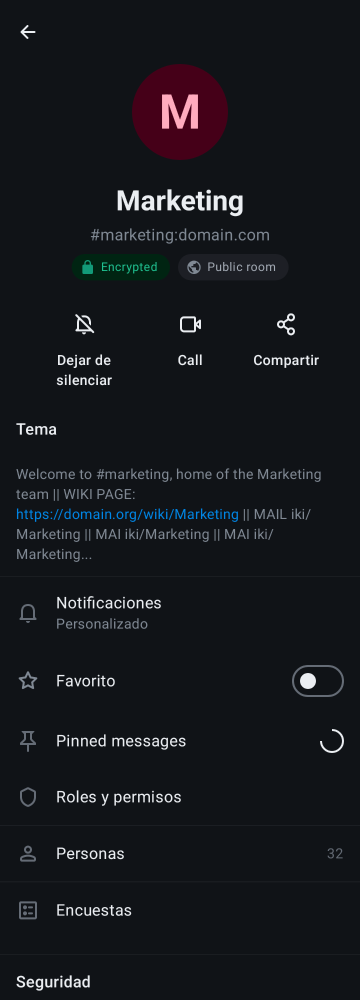 M
Marketing
#marketing:domain.com
Encrypted
Public room
Dejar de
silenciar
Call
Compartir
Tema
Welcome to #marketing, home of the Marketing
team || WIKI PAGE:
https://domain.org/wiki/Marketing || MAIL iki/
Marketing || MAI iki/Marketing || MAI iki/
Marketing...
Notificaciones
Personalizado
Favorito
Pinned messages
Roles y permisos
Personas
32
Encuestas
Seguridad